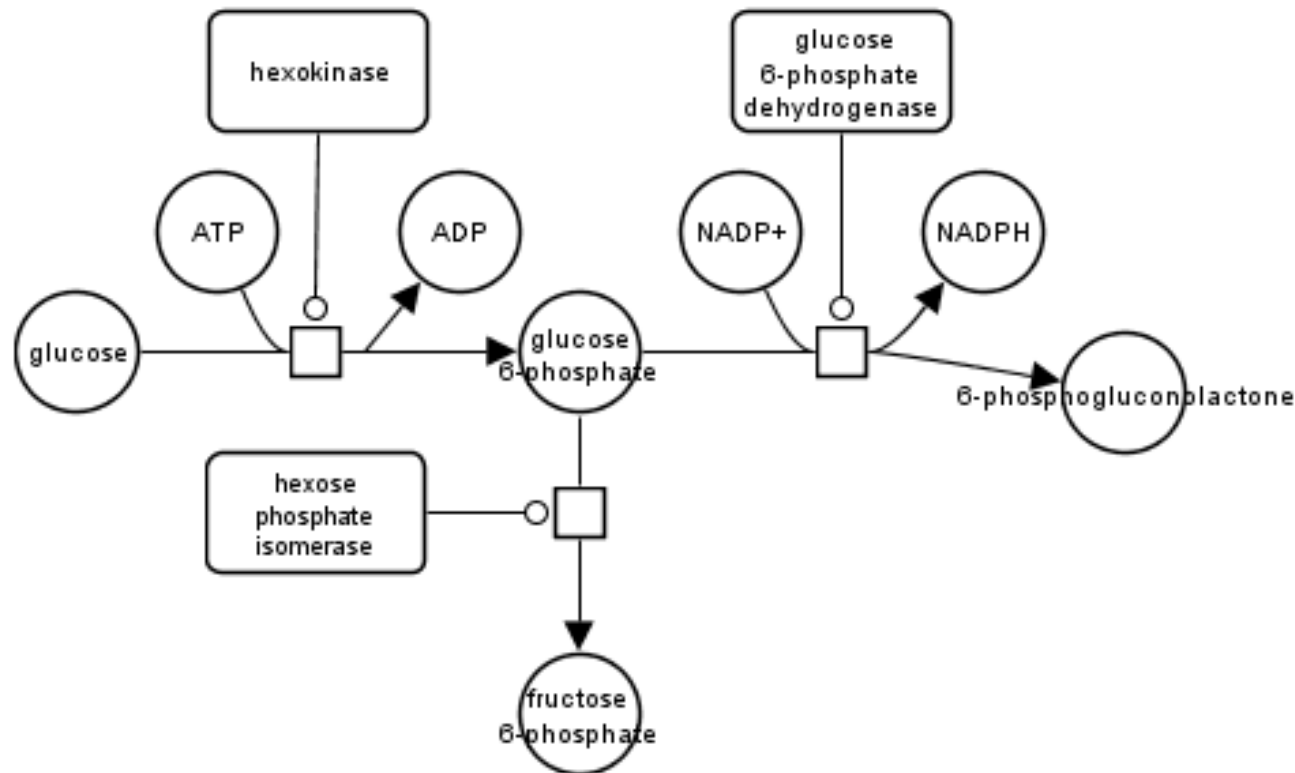 hexokinase
glucose
6-phosphate
dehydrogenase
ATP
ADP
NADP+
NADPH
glucose
glucose
6-phosphate
6-phosphogluconolactone
hexose
phosphate
isomerase
fructose
6-phosphate